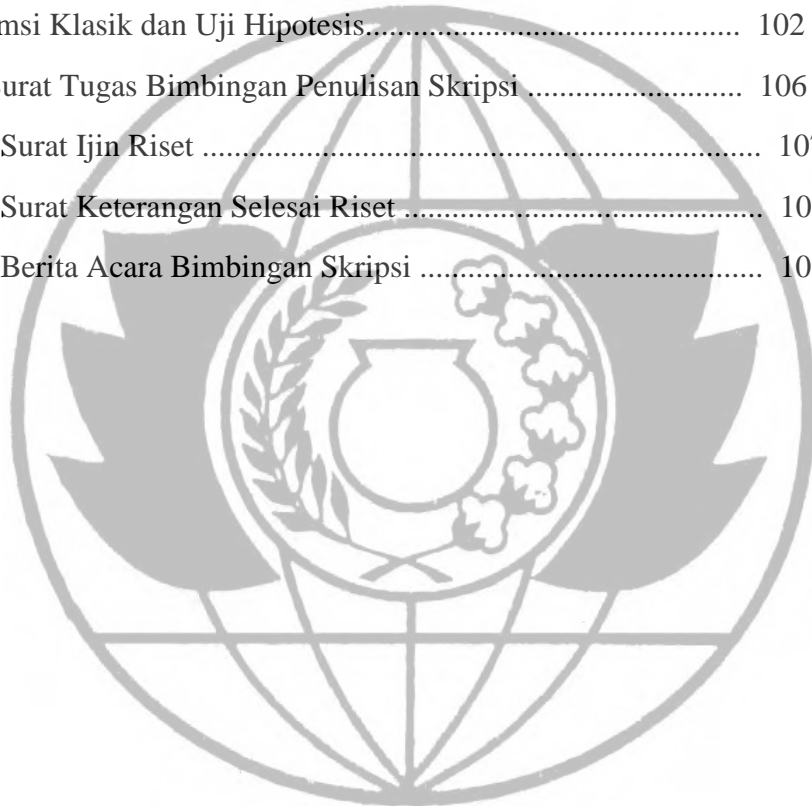 msi Klasik dan Uji Hipotesis..................................... 102
urat Tugas Bimbingan Penulisan Skripsi ........................ 106
Surat Ijin Riset .............................................................. 10
Surat Keterangan Selesai Riset ........................................ 10
Berita Acara Bimbingan Skripsi ...................................... 10